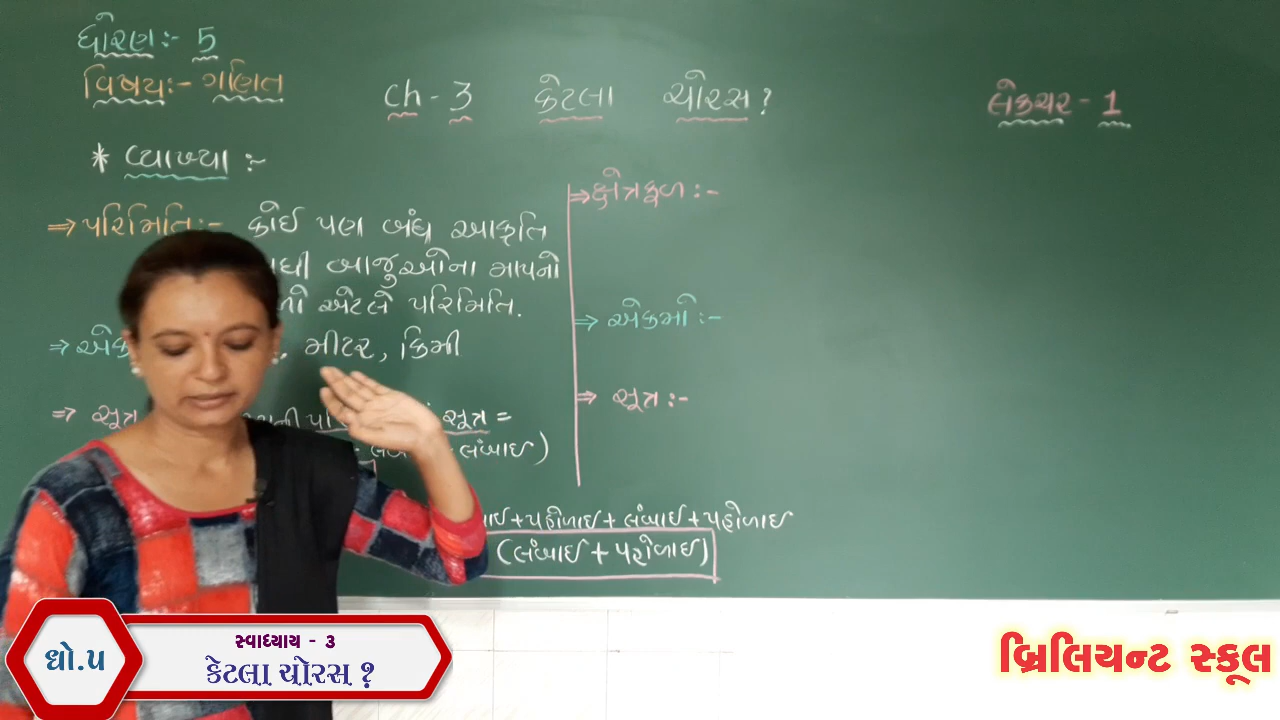 ધોરણ:- 5
વિષય:- ગણિત
ch - 3 કેટલા ચોરસ ?
લેકચર - 1
* વ્યાખ્યા :-
⇒ પરિમિતિ:- કોઈ પણ બંધ આકૃતિ
બાજુઓના માપનો
એટલે પરિમિતિ.
, મીટર, કિમી
⇒ સૂત્ર
સૂત્ર =
લંબાઈ)
⇒ ક્ષેત્રફળ :-
⇒ એકમો :-
⇒ સૂત્ર :-
+ પહોળાઈ + લંબાઈ + પહોળાઈ
(લંબાઈ + પહોળાઈ)
ધો.૫
સ્વાધ્યાય - ૩
કેટલા ચોરસ ?
બ્રિલિયન્ટ સ્કૂલ